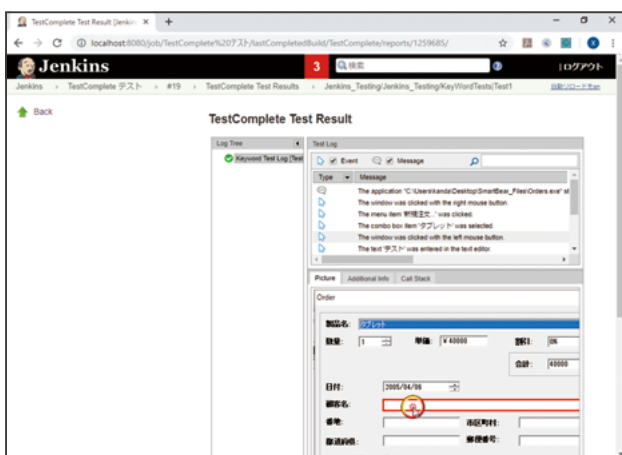 TestComplete Test Result [Jenkin
localhost:8080/job/TestComplete%20テスト/lastCompletedBuild/TestComplete/reports/1259685/
Jenkins
3
検索
ログアウト
Jenkins
TestComplete テスト
#19
TestComplete Test Results
Jenkins_Testing/Jenkins_Testing/KeyWordTests|Test1
Back
TestComplete Test Result
Log Tree
Test Log
Keyword Test Log [Test
Event
Message
Type
Message
The application "C:\Users\kanda\Desktop\SmartBear_Files\Orders.exe" st
The window was clicked with the right mouse button.
The menu item '新規注文...' was clicked.
The combo box item 'タブレット' was selected.
The window was clicked with the left mouse button.
The text 'テスト' was entered in the text editor.
Picture
Additional Info
Call Stack
Order
製品名:
タブレット
数量:
1
単価:
¥40000
割引:
0%
合計:
40000
日付:
2005/04/06
顧客名:
番地:
市区町村:
都道府県:
郵便番号: